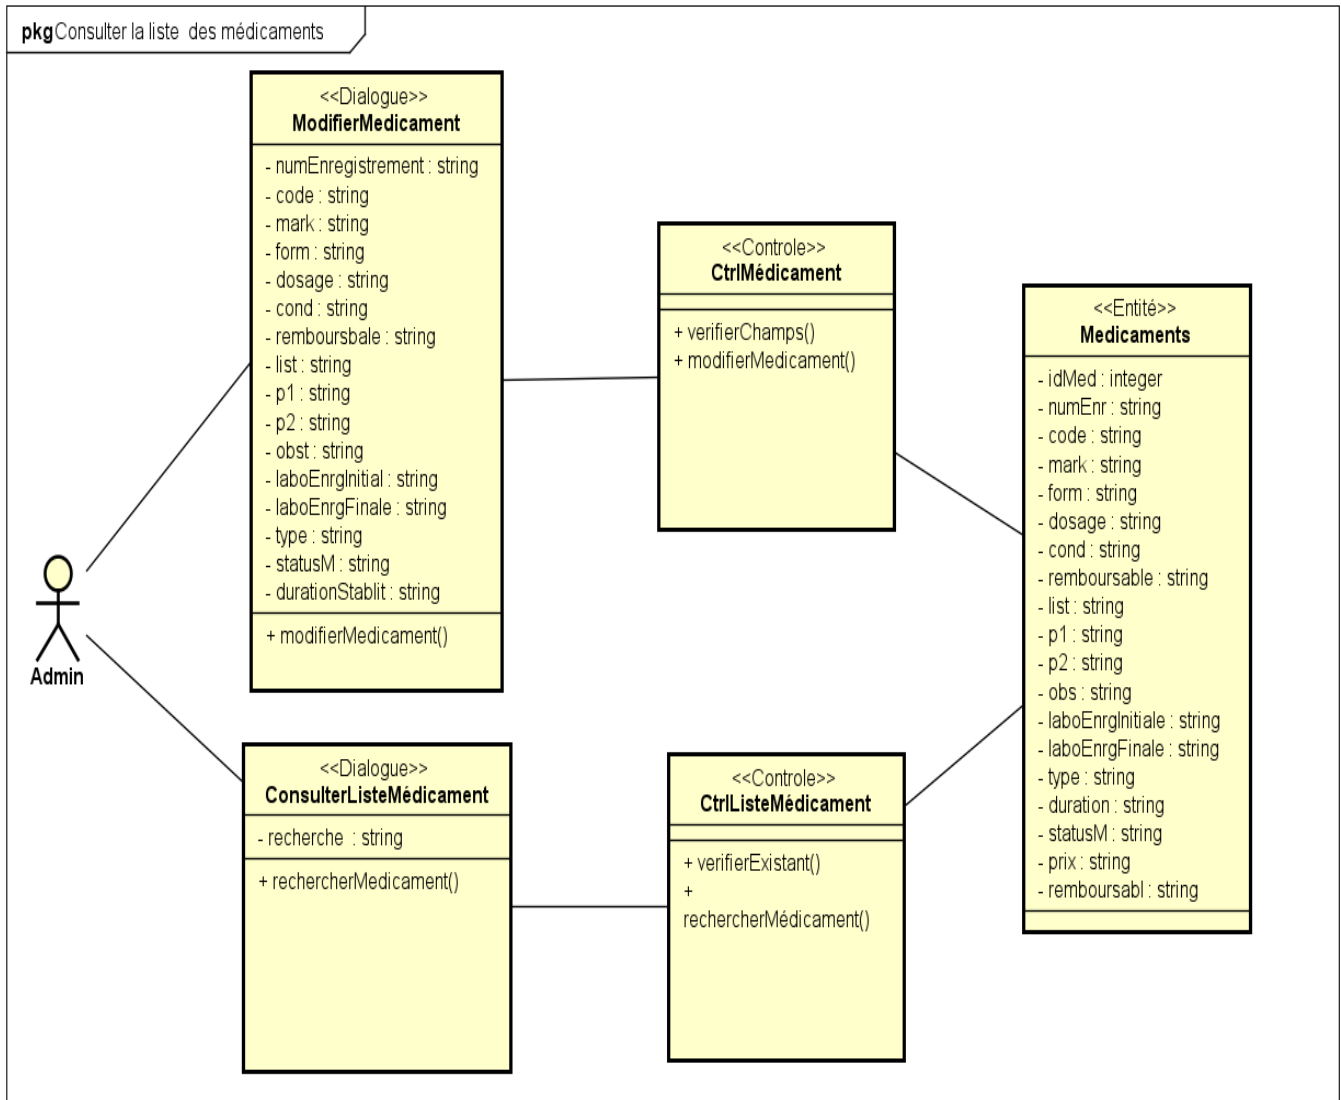 pkg Consulter la liste des médicaments
<<Dialogue>>
ModifierMedicament
- numEnregistrement : string
- code : string
- mark : string
- form : string
- dosage : string
- cond : string
- remboursbale : string
- list : string
- p1 : string
- p2 : string
- obst : string
- laboEnrgInitial : string
- laboEnrgFinale : string
- type : string
- statusM : string
- durationStablit : string
+ modifierMedicament()
<<Controle>>
CtrlMédicament
+ verifierChamps()
+ modifierMedicament()
<<Entité>>
Medicaments
- idMed : integer
- numEnr : string
- code : string
- mark : string
- form : string
- dosage : string
- cond : string
- remboursable : string
- list : string
- p1 : string
- p2 : string
- obs : string
- laboEnrgInitiale : string
- laboEnrgFinale : string
- type : string
- duration : string
- statusM : string
- prix : string
- remboursabl : string
Admin
<<Dialogue>>
ConsulterListeMédicament
- recherche : string
+ rechercherMedicament()
<<Controle>>
CtrlListeMédicament
+ verifierExistant()
+
rechercherMédicament()